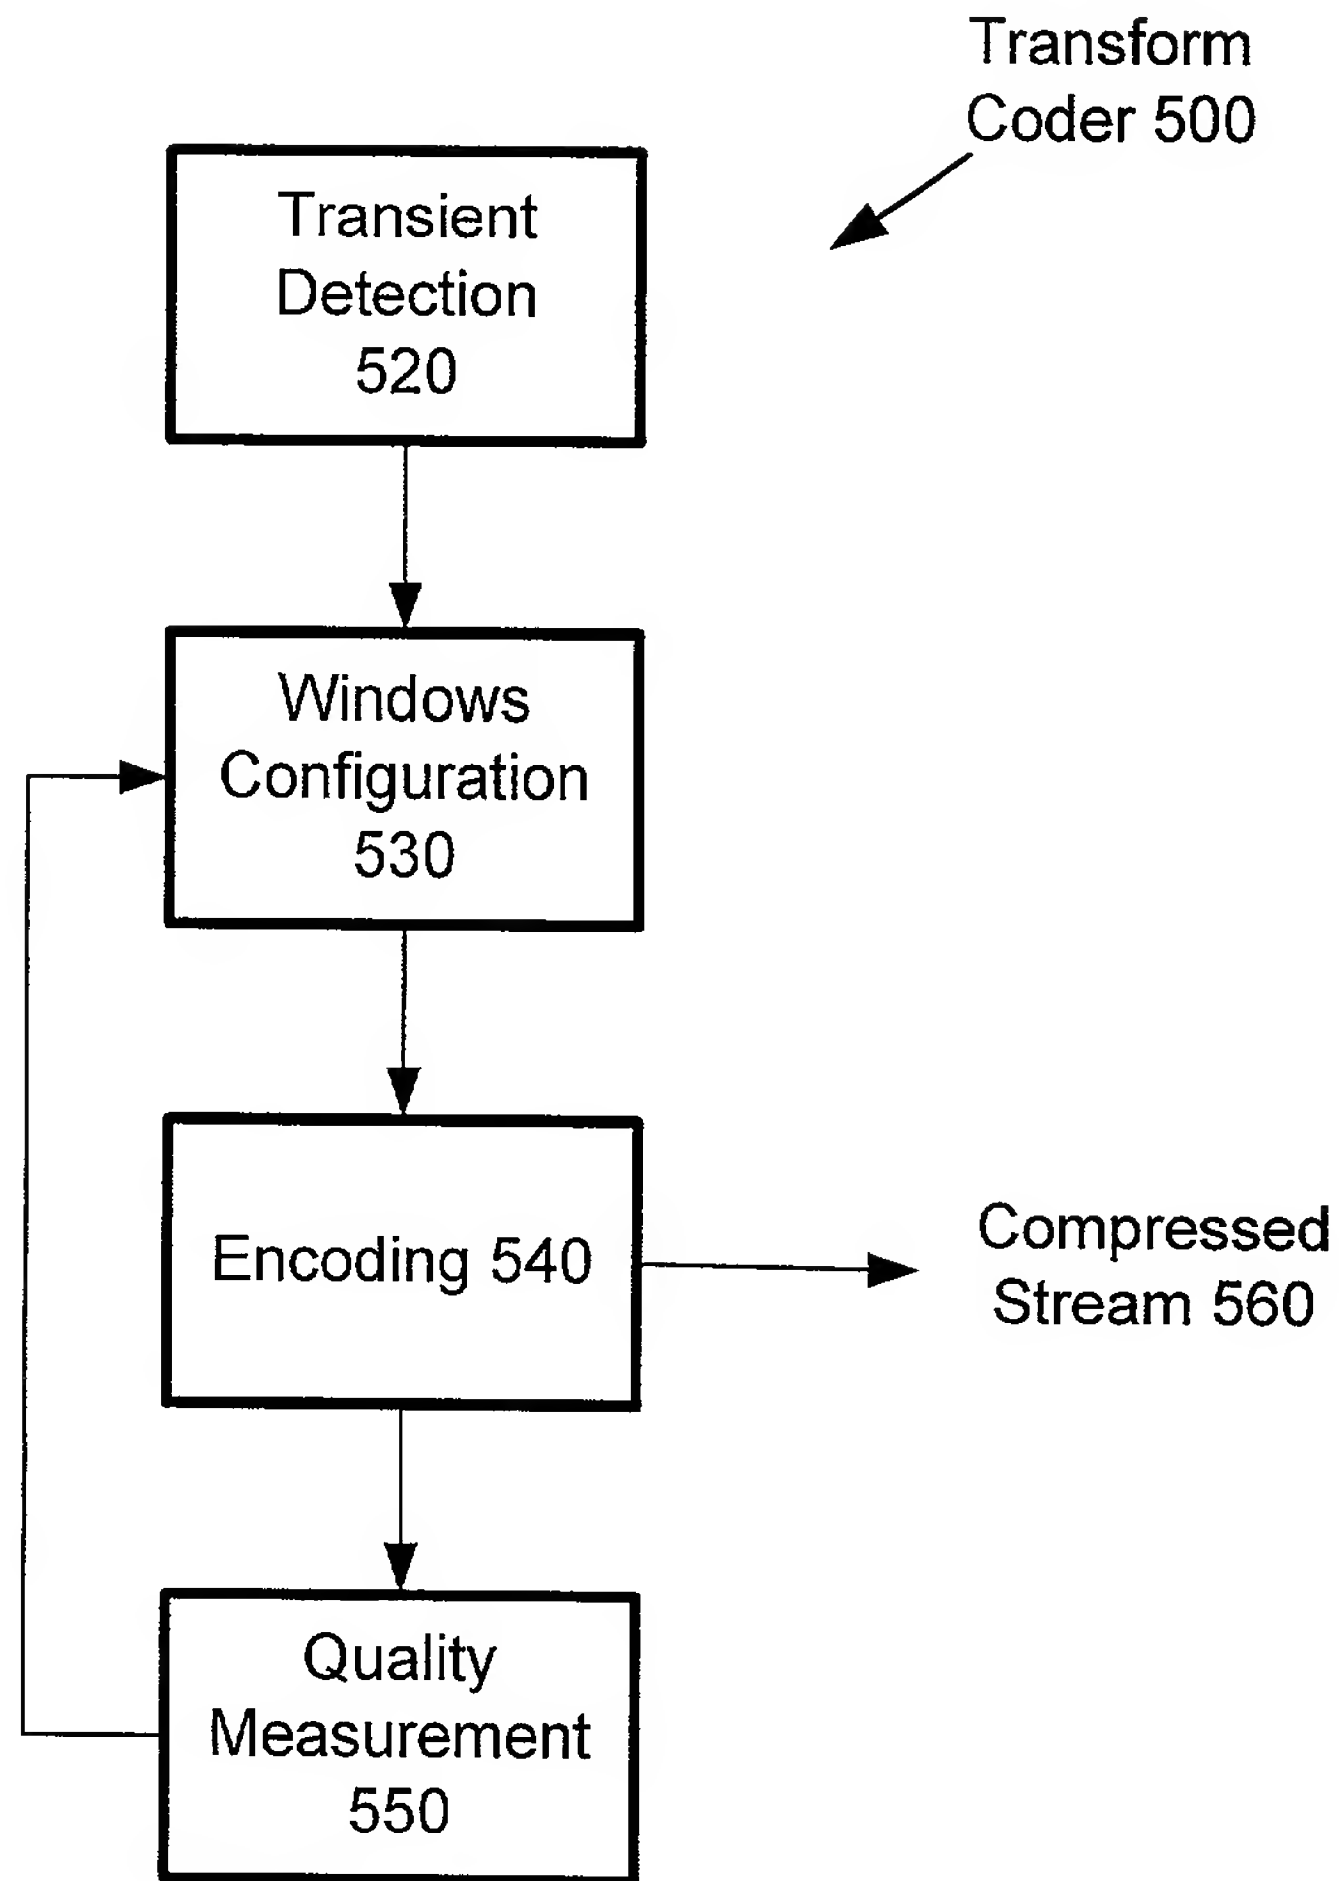 Transform
Coder 500
Transient
Detection
520
Windows
Configuration
530
Encoding 540
Compressed
Stream 560
Quality
Measurement
550